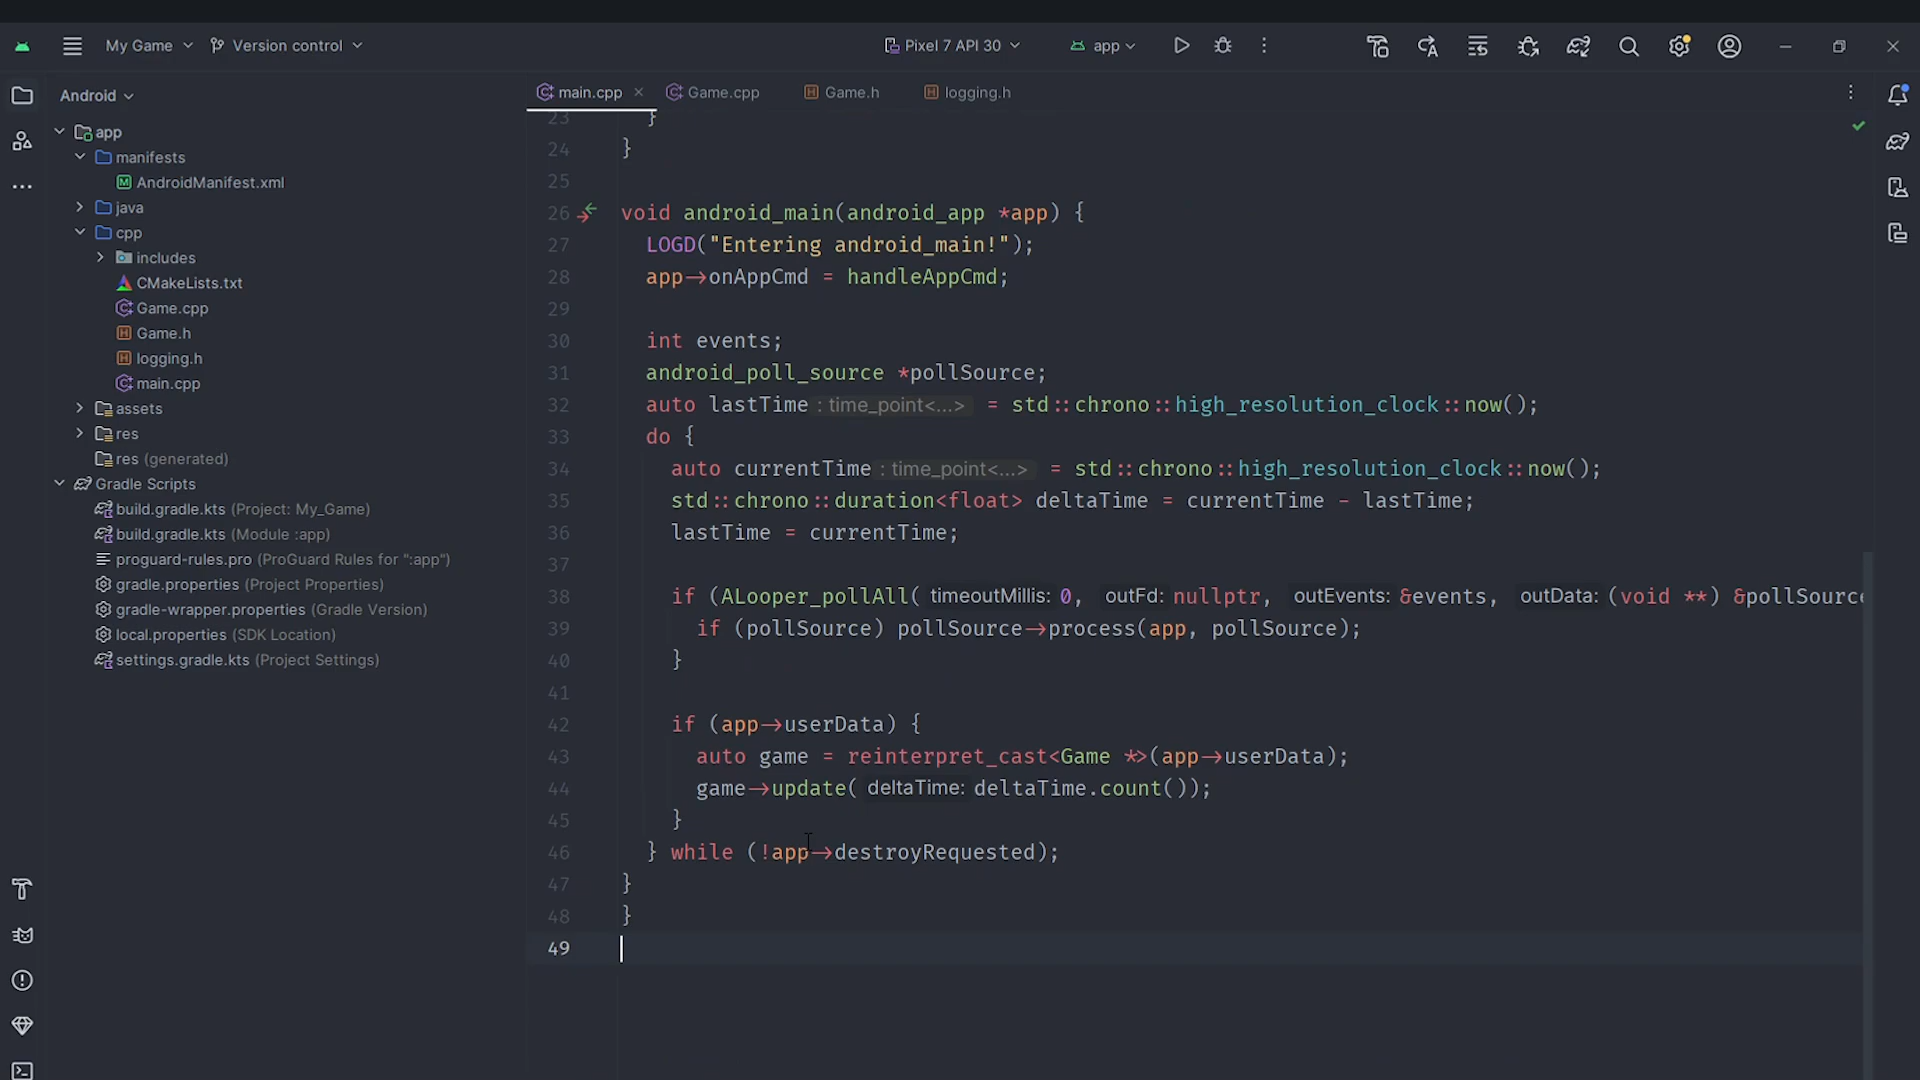 My Game
Version control
Pixel 7 API 30
app
Android
main.cpp
Game.cpp
Game.h
logging.h
app
manifests
AndroidManifest.xml
java
cpp
includes
CMakeLists.txt
Game.cpp
Game.h
logging.h
main.cpp
assets
res
res (generated)
Gradle Scripts
build.gradle.kts (Project: My_Game)
build.gradle.kts (Module :app)
proguard-rules.pro (ProGuard Rules for ":app")
gradle.properties (Project Properties)
gradle-wrapper.properties (Gradle Version)
local.properties (SDK Location)
settings.gradle.kts (Project Settings)
23 }
24 }
25
26 void android_main(android_app *app) {
27 LOGD("Entering android_main!");
28 app->onAppCmd = handleAppCmd;
29
30 int events;
31 android_poll_source *pollSource;
32 auto lastTime : time_point<...> = std::chrono::high_resolution_clock::now();
33 do {
34 auto currentTime : time_point<...> = std::chrono::high_resolution_clock::now();
35 std::chrono::duration<float> deltaTime = currentTime - lastTime;
36 lastTime = currentTime;
37
38 if (ALooper_pollAll( timeoutMillis: 0, outFd: nullptr, outEvents: &events, outData: (void **) &pollSource
39 if (pollSource) pollSource->process(app, pollSource);
40 }
41
42 if (app->userData) {
43 auto game = reinterpret_cast<Game *>(app->userData);
44 game->update( deltaTime: deltaTime.count());
45 }
46 } while (!app->destroyRequested);
47 }
48 }
49